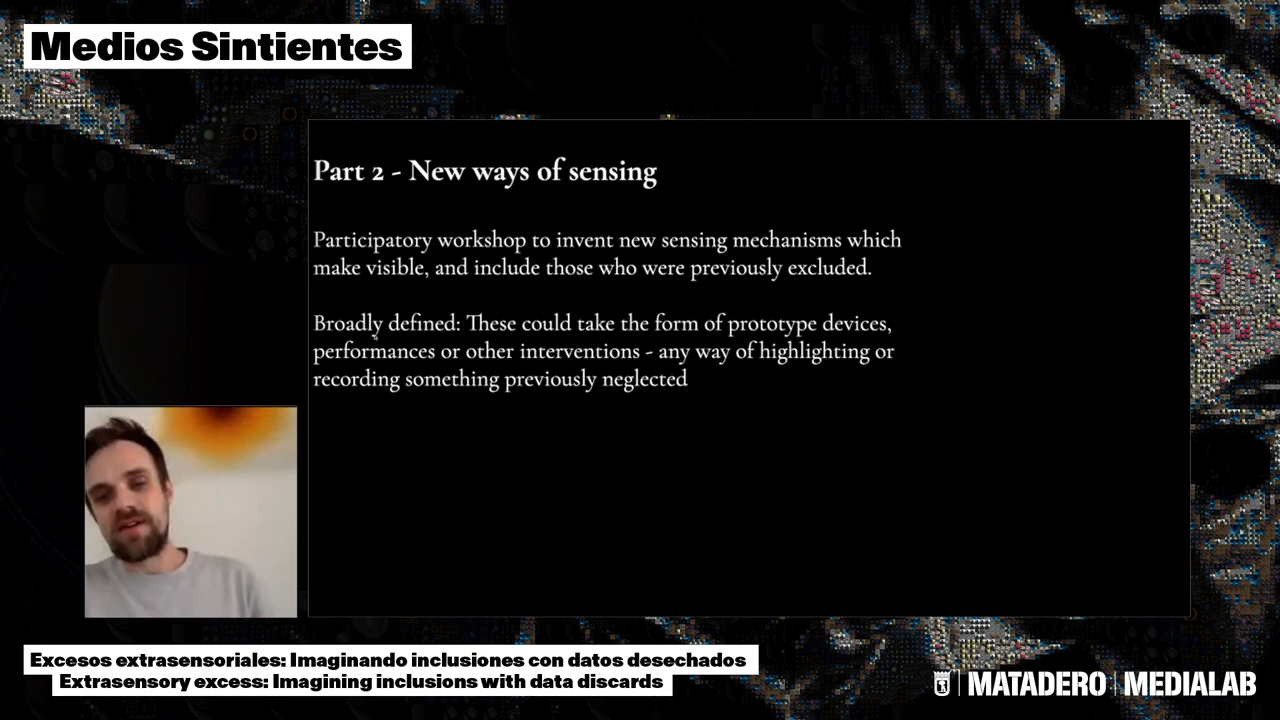 Medios Sintientes
Part 2 - New ways of sensing
Participatory workshop to invent new sensing mechanisms which
make visible, and include those who were previously excluded.
Broadly defined: These could take the form of prototype devices,
performances or other interventions - any way of highlighting or
recording something previously neglected
Excesos extrasensoriales: Imaginando inclusiones con datos desechados
Extrasensory excess: Imagining inclusions with data discards
MATADERO | MEDIALAB